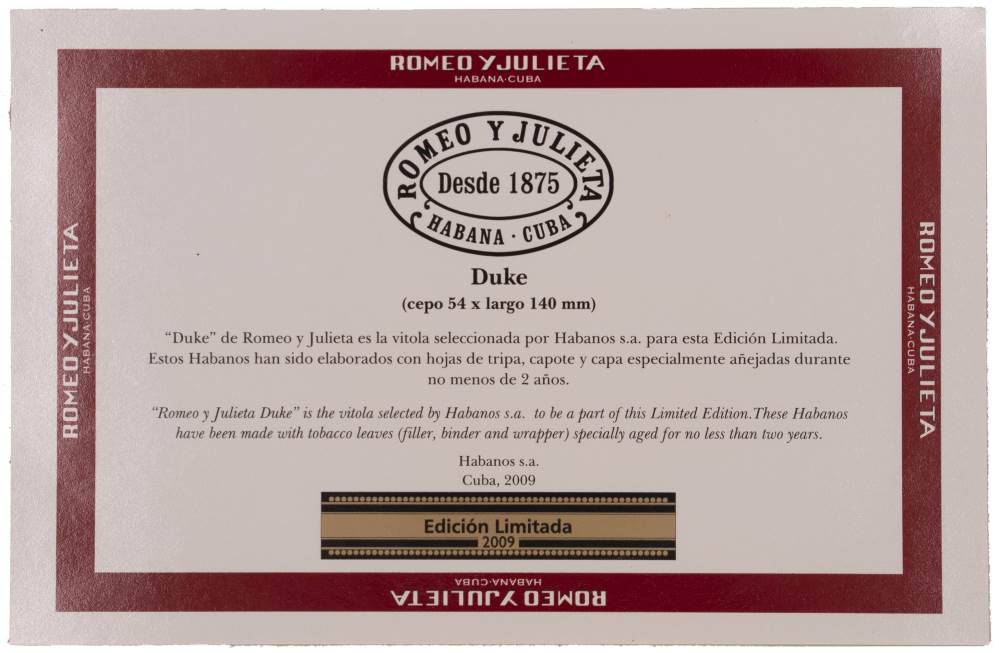 ROMEO Y JULIETA
HABANA·CUBA
ROMEO Y JULIETA
Desde 1875
HABANA · CUBA
Duke
(cepo 54 x largo 140 mm)
“Duke” de Romeo y Julieta es la vitola seleccionada por Habanos s.a. para esta Edición Limitada.
Estos Habanos han sido elaborados con hojas de tripa, capote y capa especialmente añejadas durante
no menos de 2 años.
“Romeo y Julieta Duke” is the vitola selected by Habanos s.a. to be a part of this Limited Edition.These Habanos
have been made with tobacco leaves (filler, binder and wrapper) specially aged for no less than two years.
Habanos s.a.
Cuba, 2009
Edición Limitada
2009
ROMEO Y JULIETA
HABANA·CUBA
ROMEO Y JULIETA
HABANA·CUBA
ROMEO Y JULIETA
HABANA·CUBA